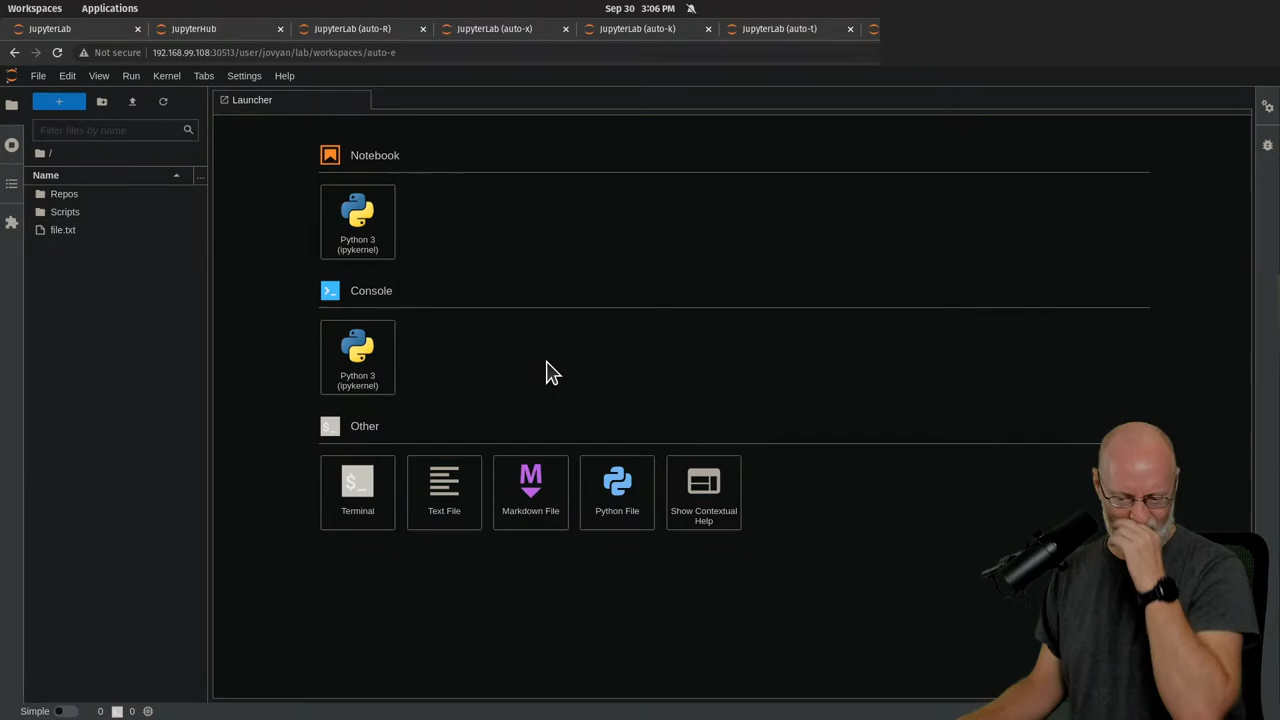 Workspaces Applications Sep 30 3:06 PM
JupyterLab JupyterHub JupyterLab (auto-R) JupyterLab (auto-x) JupyterLab (auto-k) JupyterLab (auto-t)
Not secure 192.168.99.108:30513/user/jovyan/lab/workspaces/auto-e
File Edit View Run Kernel Tabs Settings Help
+
Launcher
Filter files by name
/
Name
...
Repos
Scripts
file.txt
Notebook
Python 3
(ipykernel)
Console
Python 3
(ipykernel)
Other
$_
$_
M
Terminal
Text File
Markdown File
Python File
Show Contextual
Help
Simple 0 0